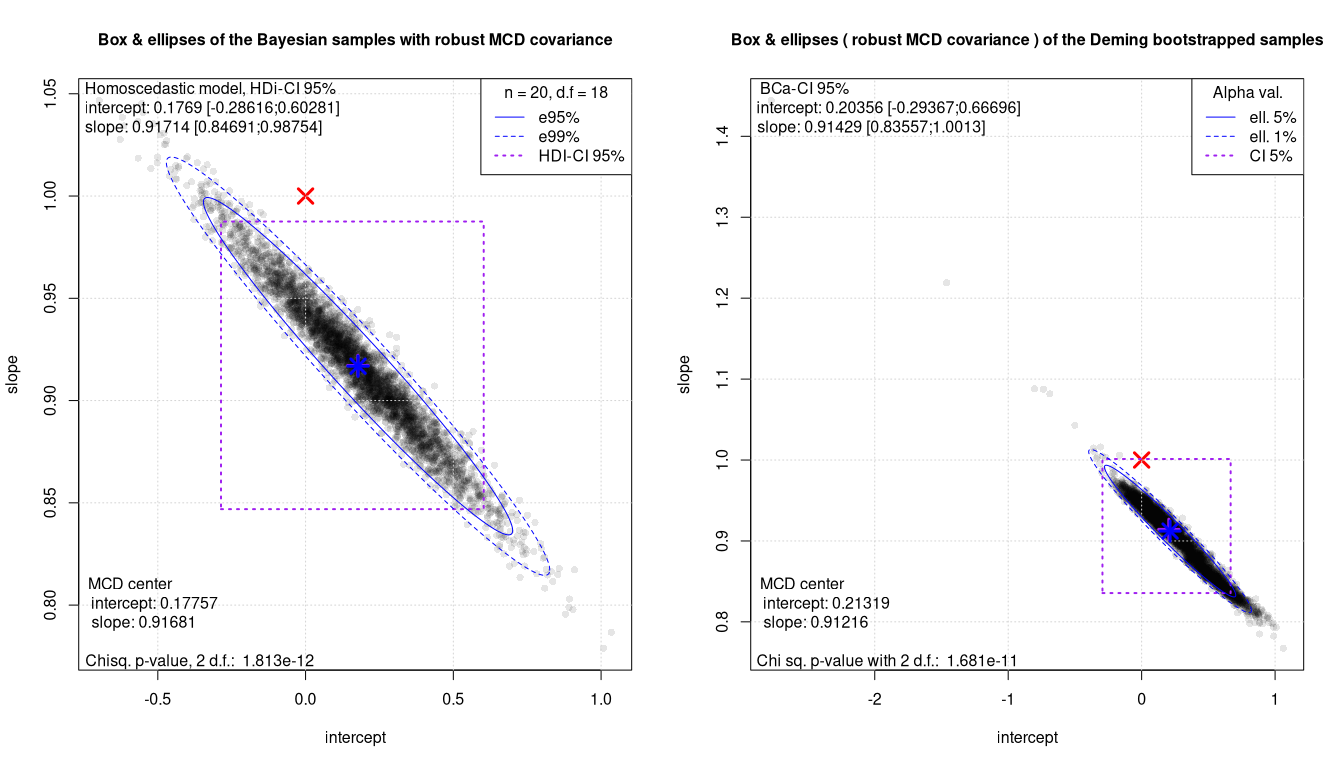 Box & ellipses of the Bayesian samples with robust MCD covariance
Homoscedastic model, HDi-CI 95%
intercept: 0.1769 [-0.28616;0.60281]
slope: 0.91714 [0.84691;0.98754]
n = 20, d.f = 18
e95%
e99%
HDI-CI 95%
1.05
1.00
0.95
0.90
0.85
0.80
slope
MCD center
intercept: 0.17757
slope: 0.91681
Chisq. p-value, 2 d.f.: 1.813e-12
-0.5
0.0
0.5
1.0
intercept
Box & ellipses ( robust MCD covariance ) of the Deming bootstrapped samples
BCa-CI 95%
intercept: 0.20356 [-0.29367;0.66696]
slope: 0.91429 [0.83557;1.0013]
Alpha val.
ell. 5%
ell. 1%
CI 5%
1.4
1.3
1.2
1.1
1.0
0.9
0.8
slope
MCD center
intercept: 0.21319
slope: 0.91216
Chi sq. p-value with 2 d.f.: 1.681e-11
-2
-1
0
1
intercept